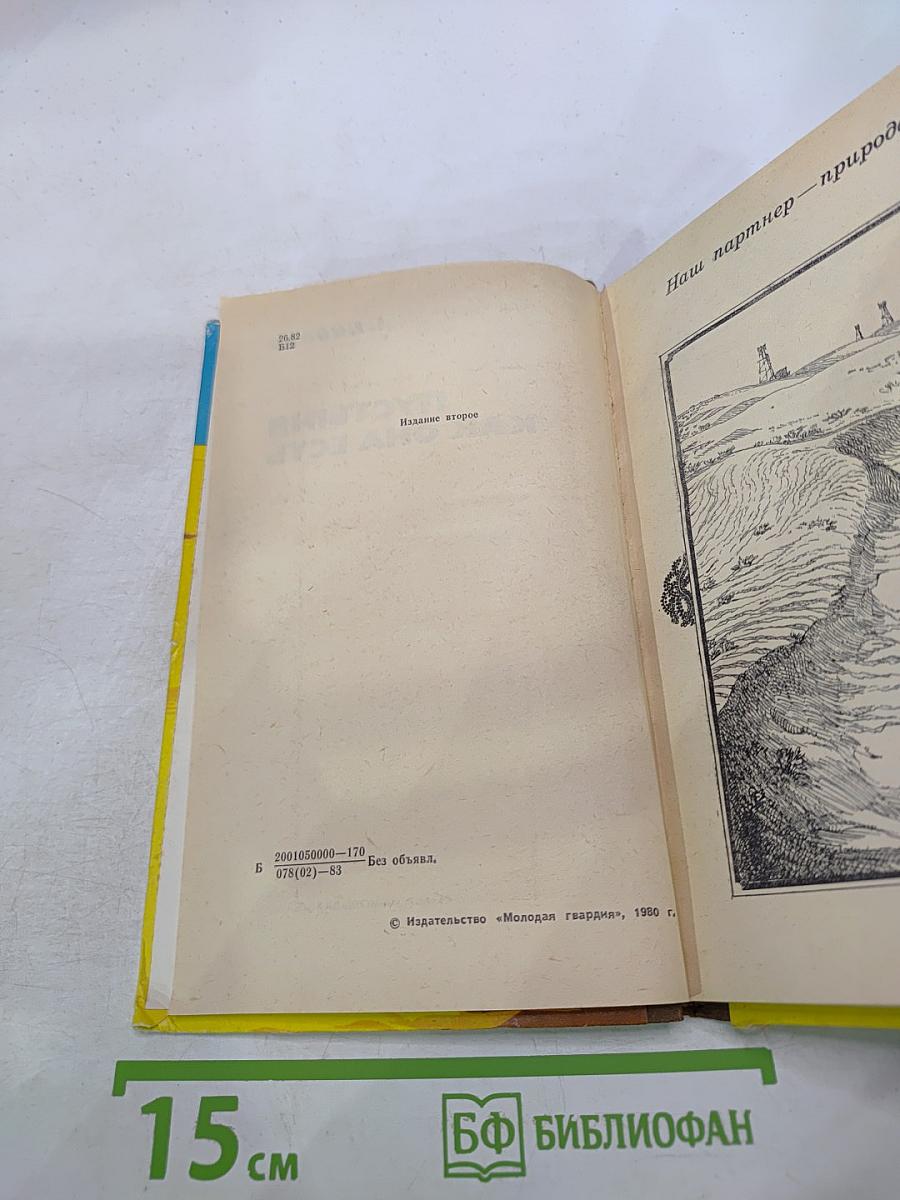 26.82
Б12
Издание второе
Б 2001050000—170
078(02)—83 Без объявл.
© Издательство «Молодая гвардия», 1980 г.
Наш партнер — природа
15 см
БФ БИБЛИОФАН